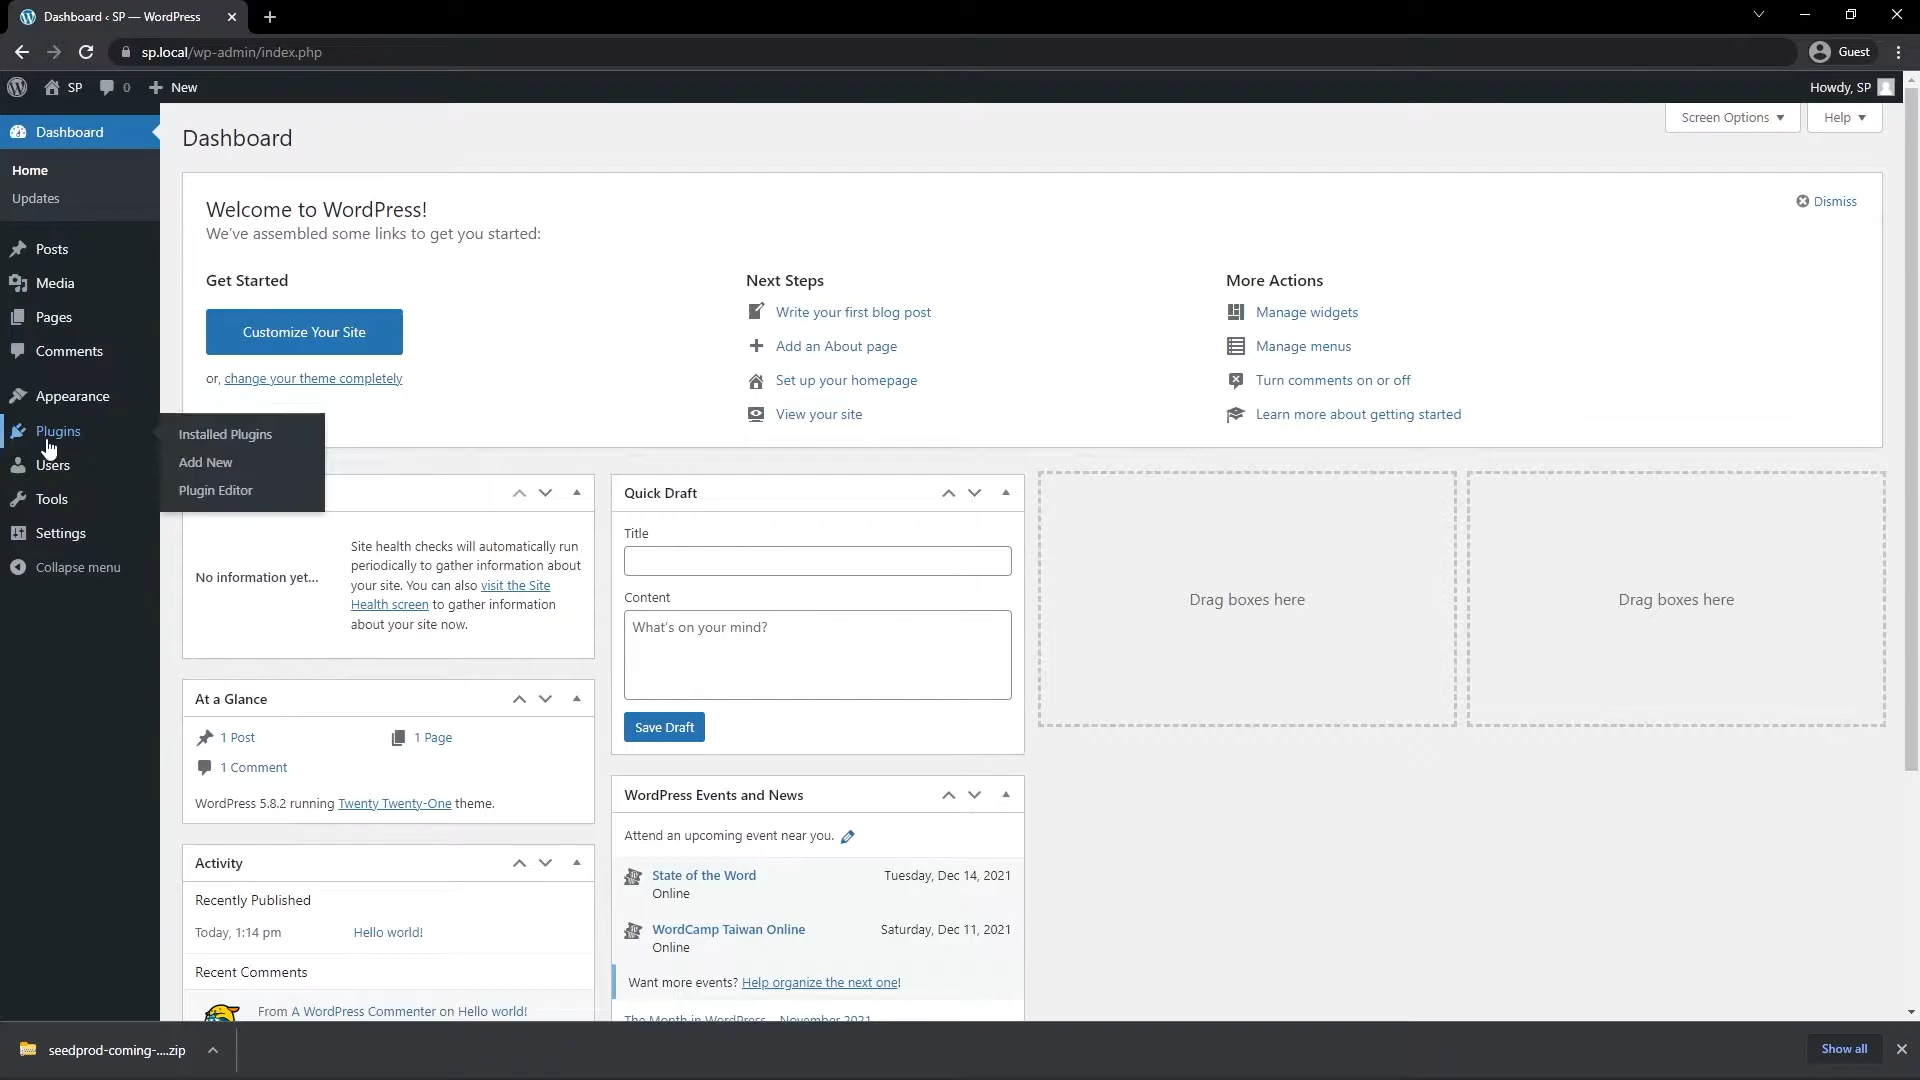 Dashboard ‹ SP — WordPress
sp.local/wp-admin/index.php
Guest
SP
0
New
Howdy, SP
Dashboard
Home
Updates
Posts
Media
Pages
Comments
Appearance
Plugins
Users
Tools
Settings
Collapse menu
Installed Plugins
Add New
Plugin Editor
Dashboard
Screen Options
Help
Welcome to WordPress!
We've assembled some links to get you started:
Dismiss
Get Started
Customize Your Site
or, change your theme completely
Next Steps
Write your first blog post
Add an About page
Set up your homepage
View your site
More Actions
Manage widgets
Manage menus
Turn comments on or off
Learn more about getting started
No information yet...
Site health checks will automatically run
periodically to gather information about
your site. You can also visit the Site
Health screen to gather information
about your site now.
At a Glance
1 Post
1 Page
1 Comment
WordPress 5.8.2 running Twenty Twenty-One theme.
Activity
Recently Published
Today, 1:14 pm
Hello world!
Recent Comments
From A WordPress Commenter on Hello world!
Quick Draft
Title
Content
What's on your mind?
Save Draft
WordPress Events and News
Attend an upcoming event near you.
State of the Word
Tuesday, Dec 14, 2021
Online
WordCamp Taiwan Online
Saturday, Dec 11, 2021
Online
Want more events? Help organize the next one!
The Month in WordPress – November 2021
Drag boxes here
Drag boxes here
seedprod-coming-....zip
Show all